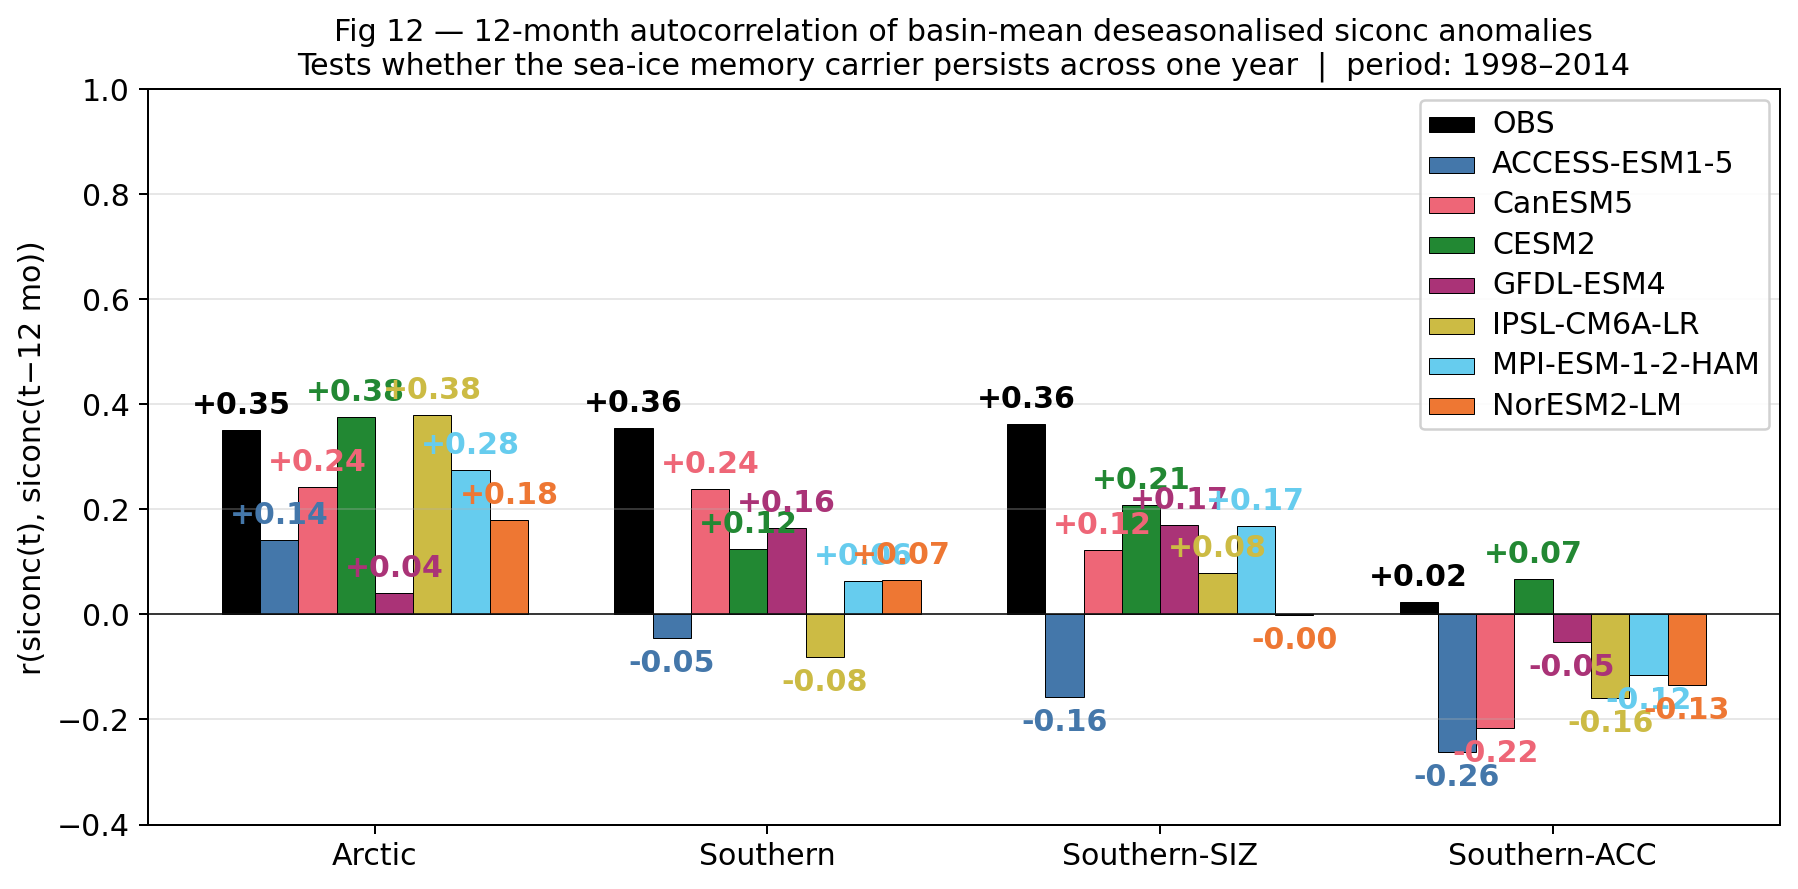 Fig 12 — 12-month autocorrelation of basin-mean deseasonalised siconc anomalies
Tests whether the sea-ice memory carrier persists across one year | period: 1998–2014
r(siconc(t), siconc(t−12 mo))
1.0
0.8
0.6
0.4
0.2
0.0
−0.2
−0.4
OBS
ACCESS-ESM1-5
CanESM5
CESM2
GFDL-ESM4
IPSL-CM6A-LR
MPI-ESM-1-2-HAM
NorESM2-LM
+0.35
+0.14
+0.24
+0.38
+0.04
+0.38
+0.28
+0.18
+0.36
-0.05
+0.24
+0.12
+0.16
-0.08
+0.06
+0.07
+0.36
-0.16
+0.12
+0.21
+0.17
+0.08
+0.17
-0.00
+0.02
-0.26
-0.22
+0.07
-0.05
-0.16
-0.12
-0.13
Arctic
Southern
Southern-SIZ
Southern-ACC